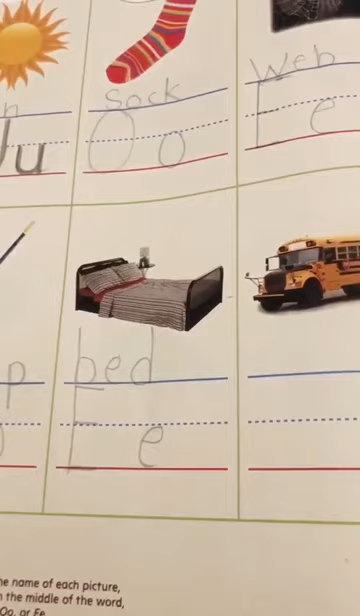 n
sock
Web
Uu
Oo
Ee
p
bed
Ee
he name of each picture,
n the middle of the word,
Oo, or Ee